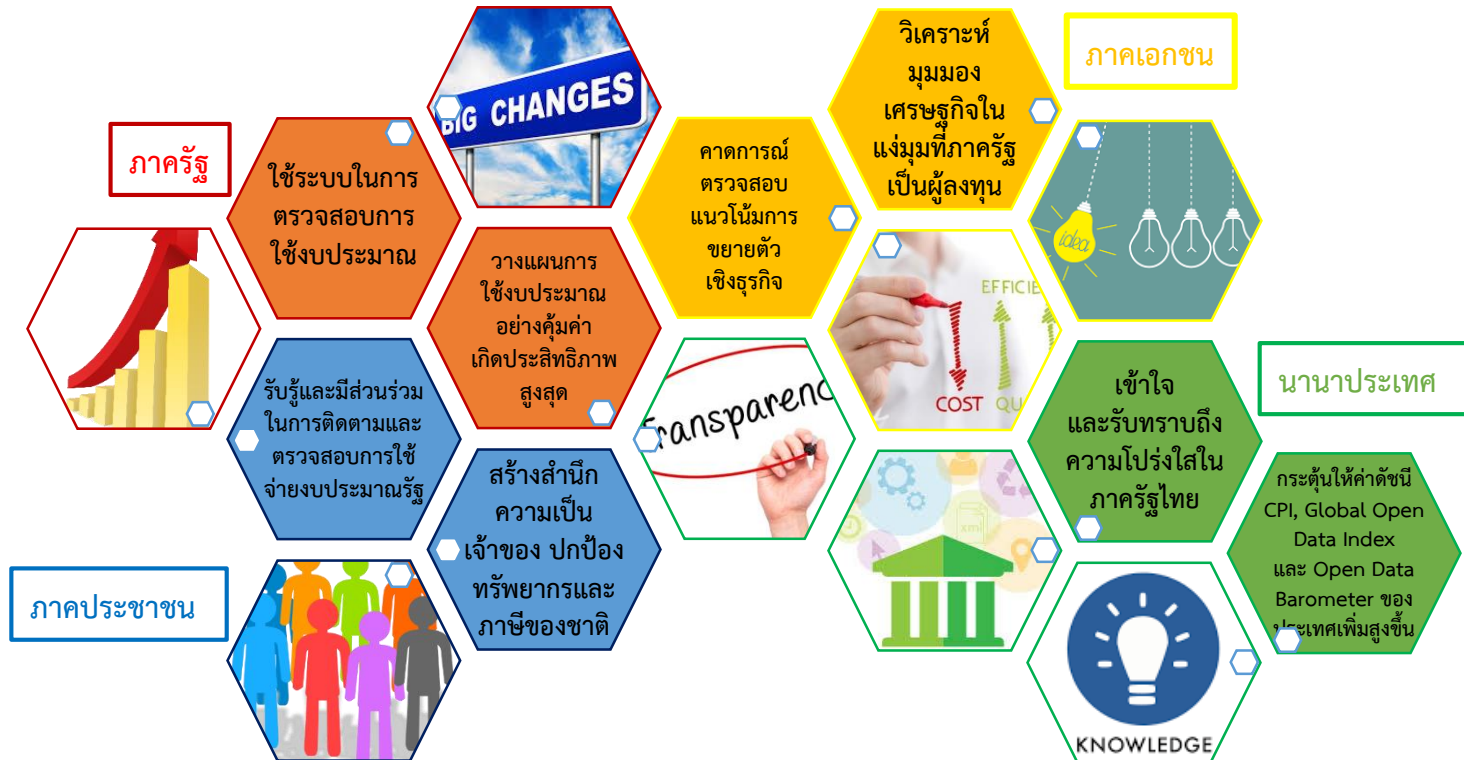 ภาครัฐ
ใช้ระบบในการ
ตรวจสอบการ
ใช้งบประมาณ
BIG CHANGES
วางแผนการ
ใช้งบประมาณ
อย่างคุ้มค่า
เกิดประสิทธิภาพ
สูงสุด
คาดการณ์
ตรวจสอบ
แนวโน้มการ
ขยายตัว
เชิงธุรกิจ
วิเคราะห์
มุมมอง
เศรษฐกิจใน
แง่มุมที่ภาครัฐ
เป็นผู้ลงทุน
ภาคเอกชน
idea
EFFICIE
COST QU
รับรู้และมีส่วนร่วม
ในการติดตามและ
ตรวจสอบการใช้
จ่ายงบประมาณรัฐ
สร้างสำนึก
ความเป็น
เจ้าของ ปกป้อง
ทรัพยากรและ
ภาษีของชาติ
ภาคประชาชน
Transparenc
xml
เข้าใจ
และรับทราบถึง
ความโปร่งใสใน
ภาครัฐไทย
นานาประเทศ
กระตุ้นให้ค่าดัชนี
CPI, Global Open
Data Index
และ Open Data
Barometer ของ
ประเทศเพิ่มสูงขึ้น
KNOWLEDGE